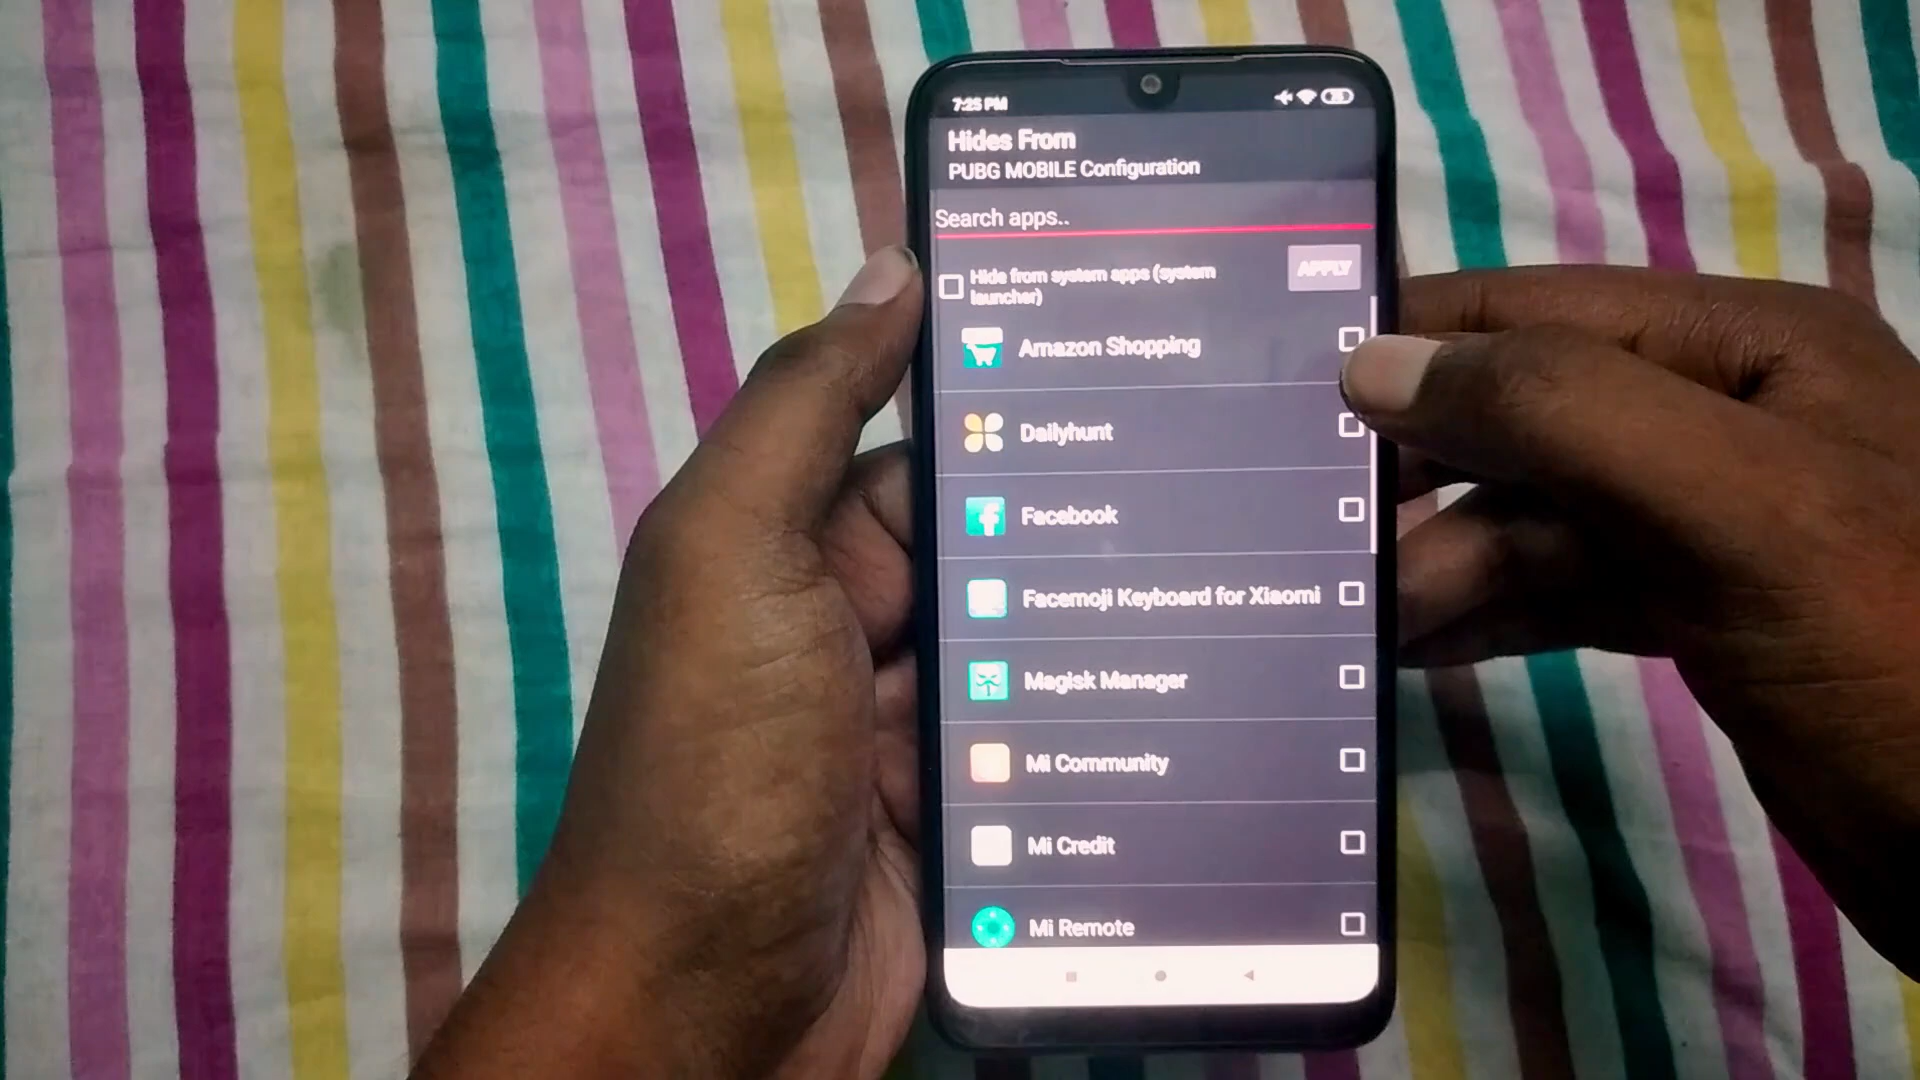 7:25 PM
Hides From
PUBG MOBILE Configuration
Search apps..
Hide from system apps (system
launcher)
APPLY
Amazon Shopping
Dailyhunt
Facebook
Facemoji Keyboard for Xiaomi
Magisk Manager
Mi Community
Mi Credit
Mi Remote